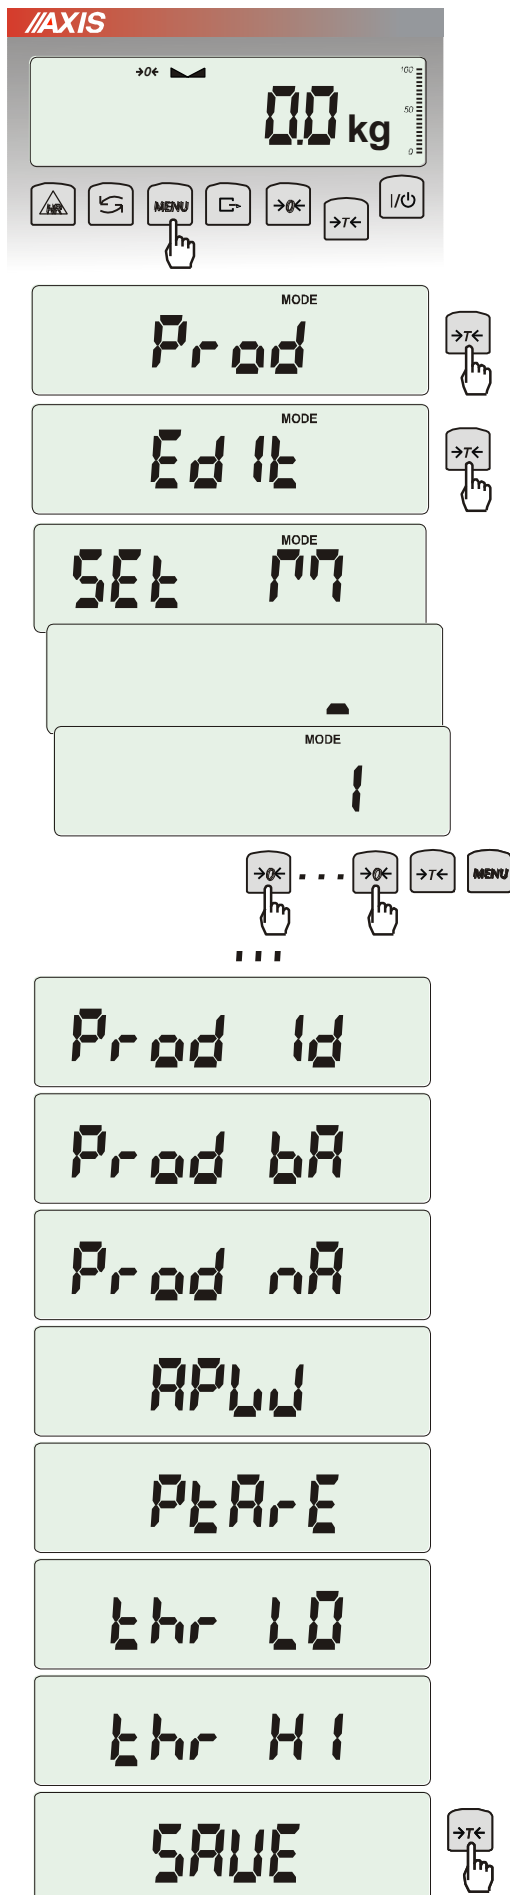 AXIS
→0← 100
0.0 kg 50
0
HR MENU →0← →T← I/⏻
MODE
Prod →T←
MODE
Edit →T←
MODE
SEt M
-
MODE
1
→0← ... →0← →T← MENU
...
Prod Id
Prod bA
Prod nA
APW
PtArE
thr LO
thr HI
SAVE →T←